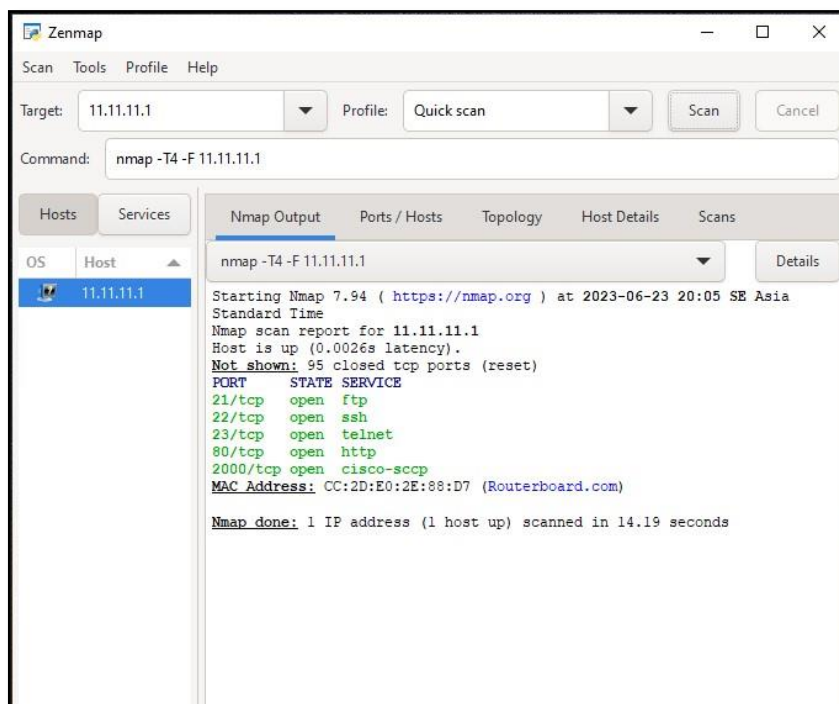 Zenmap
Scan Tools Profile Help
Target: 11.11.11.1 Profile: Quick scan Scan Cancel
Command: nmap -T4 -F 11.11.11.1
Hosts Services
Nmap Output Ports / Hosts Topology Host Details Scans
OS Host
nmap -T4 -F 11.11.11.1 Details
11.11.11.1
Starting Nmap 7.94 ( https://nmap.org ) at 2023-06-23 20:05 SE Asia
Standard Time
Nmap scan report for 11.11.11.1
Host is up (0.0026s latency).
Not shown: 95 closed tcp ports (reset)
PORT STATE SERVICE
21/tcp open ftp
22/tcp open ssh
23/tcp open telnet
80/tcp open http
2000/tcp open cisco-sccp
MAC Address: CC:2D:E0:2E:88:D7 (Routerboard.com)
Nmap done: 1 IP address (1 host up) scanned in 14.19 seconds